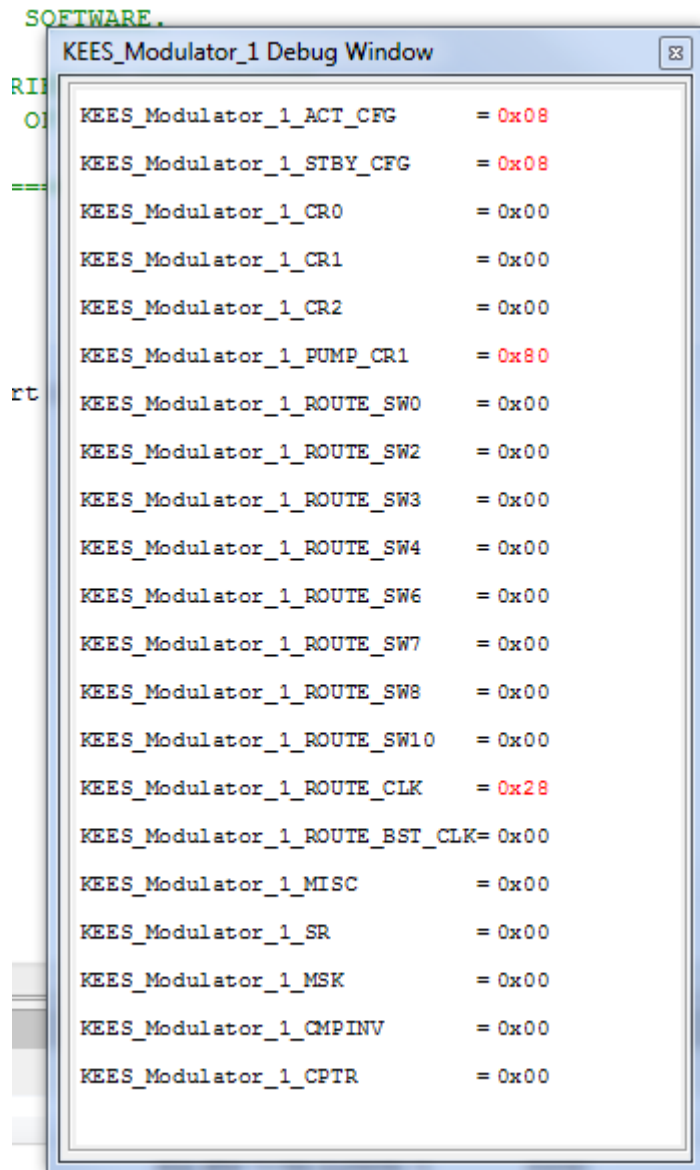 SOFTWARE.
KEES_Modulator_1 Debug Window
KEES_Modulator_1_ACT_CFG = 0x08
KEES_Modulator_1_STBY_CFG = 0x08
===
KEES_Modulator_1_CR0 = 0x00
KEES_Modulator_1_CR1 = 0x00
KEES_Modulator_1_CR2 = 0x00
KEES_Modulator_1_PUMP_CR1 = 0x80
rt
KEES_Modulator_1_ROUTE_SW0 = 0x00
KEES_Modulator_1_ROUTE_SW2 = 0x00
KEES_Modulator_1_ROUTE_SW3 = 0x00
KEES_Modulator_1_ROUTE_SW4 = 0x00
KEES_Modulator_1_ROUTE_SW6 = 0x00
KEES_Modulator_1_ROUTE_SW7 = 0x00
KEES_Modulator_1_ROUTE_SW8 = 0x00
KEES_Modulator_1_ROUTE_SW10 = 0x00
KEES_Modulator_1_ROUTE_CLK = 0x28
KEES_Modulator_1_ROUTE_BST_CLK= 0x00
KEES_Modulator_1_MISC = 0x00
KEES_Modulator_1_SR = 0x00
KEES_Modulator_1_MSK = 0x00
KEES_Modulator_1_CMPINV = 0x00
KEES_Modulator_1_CPTR = 0x00